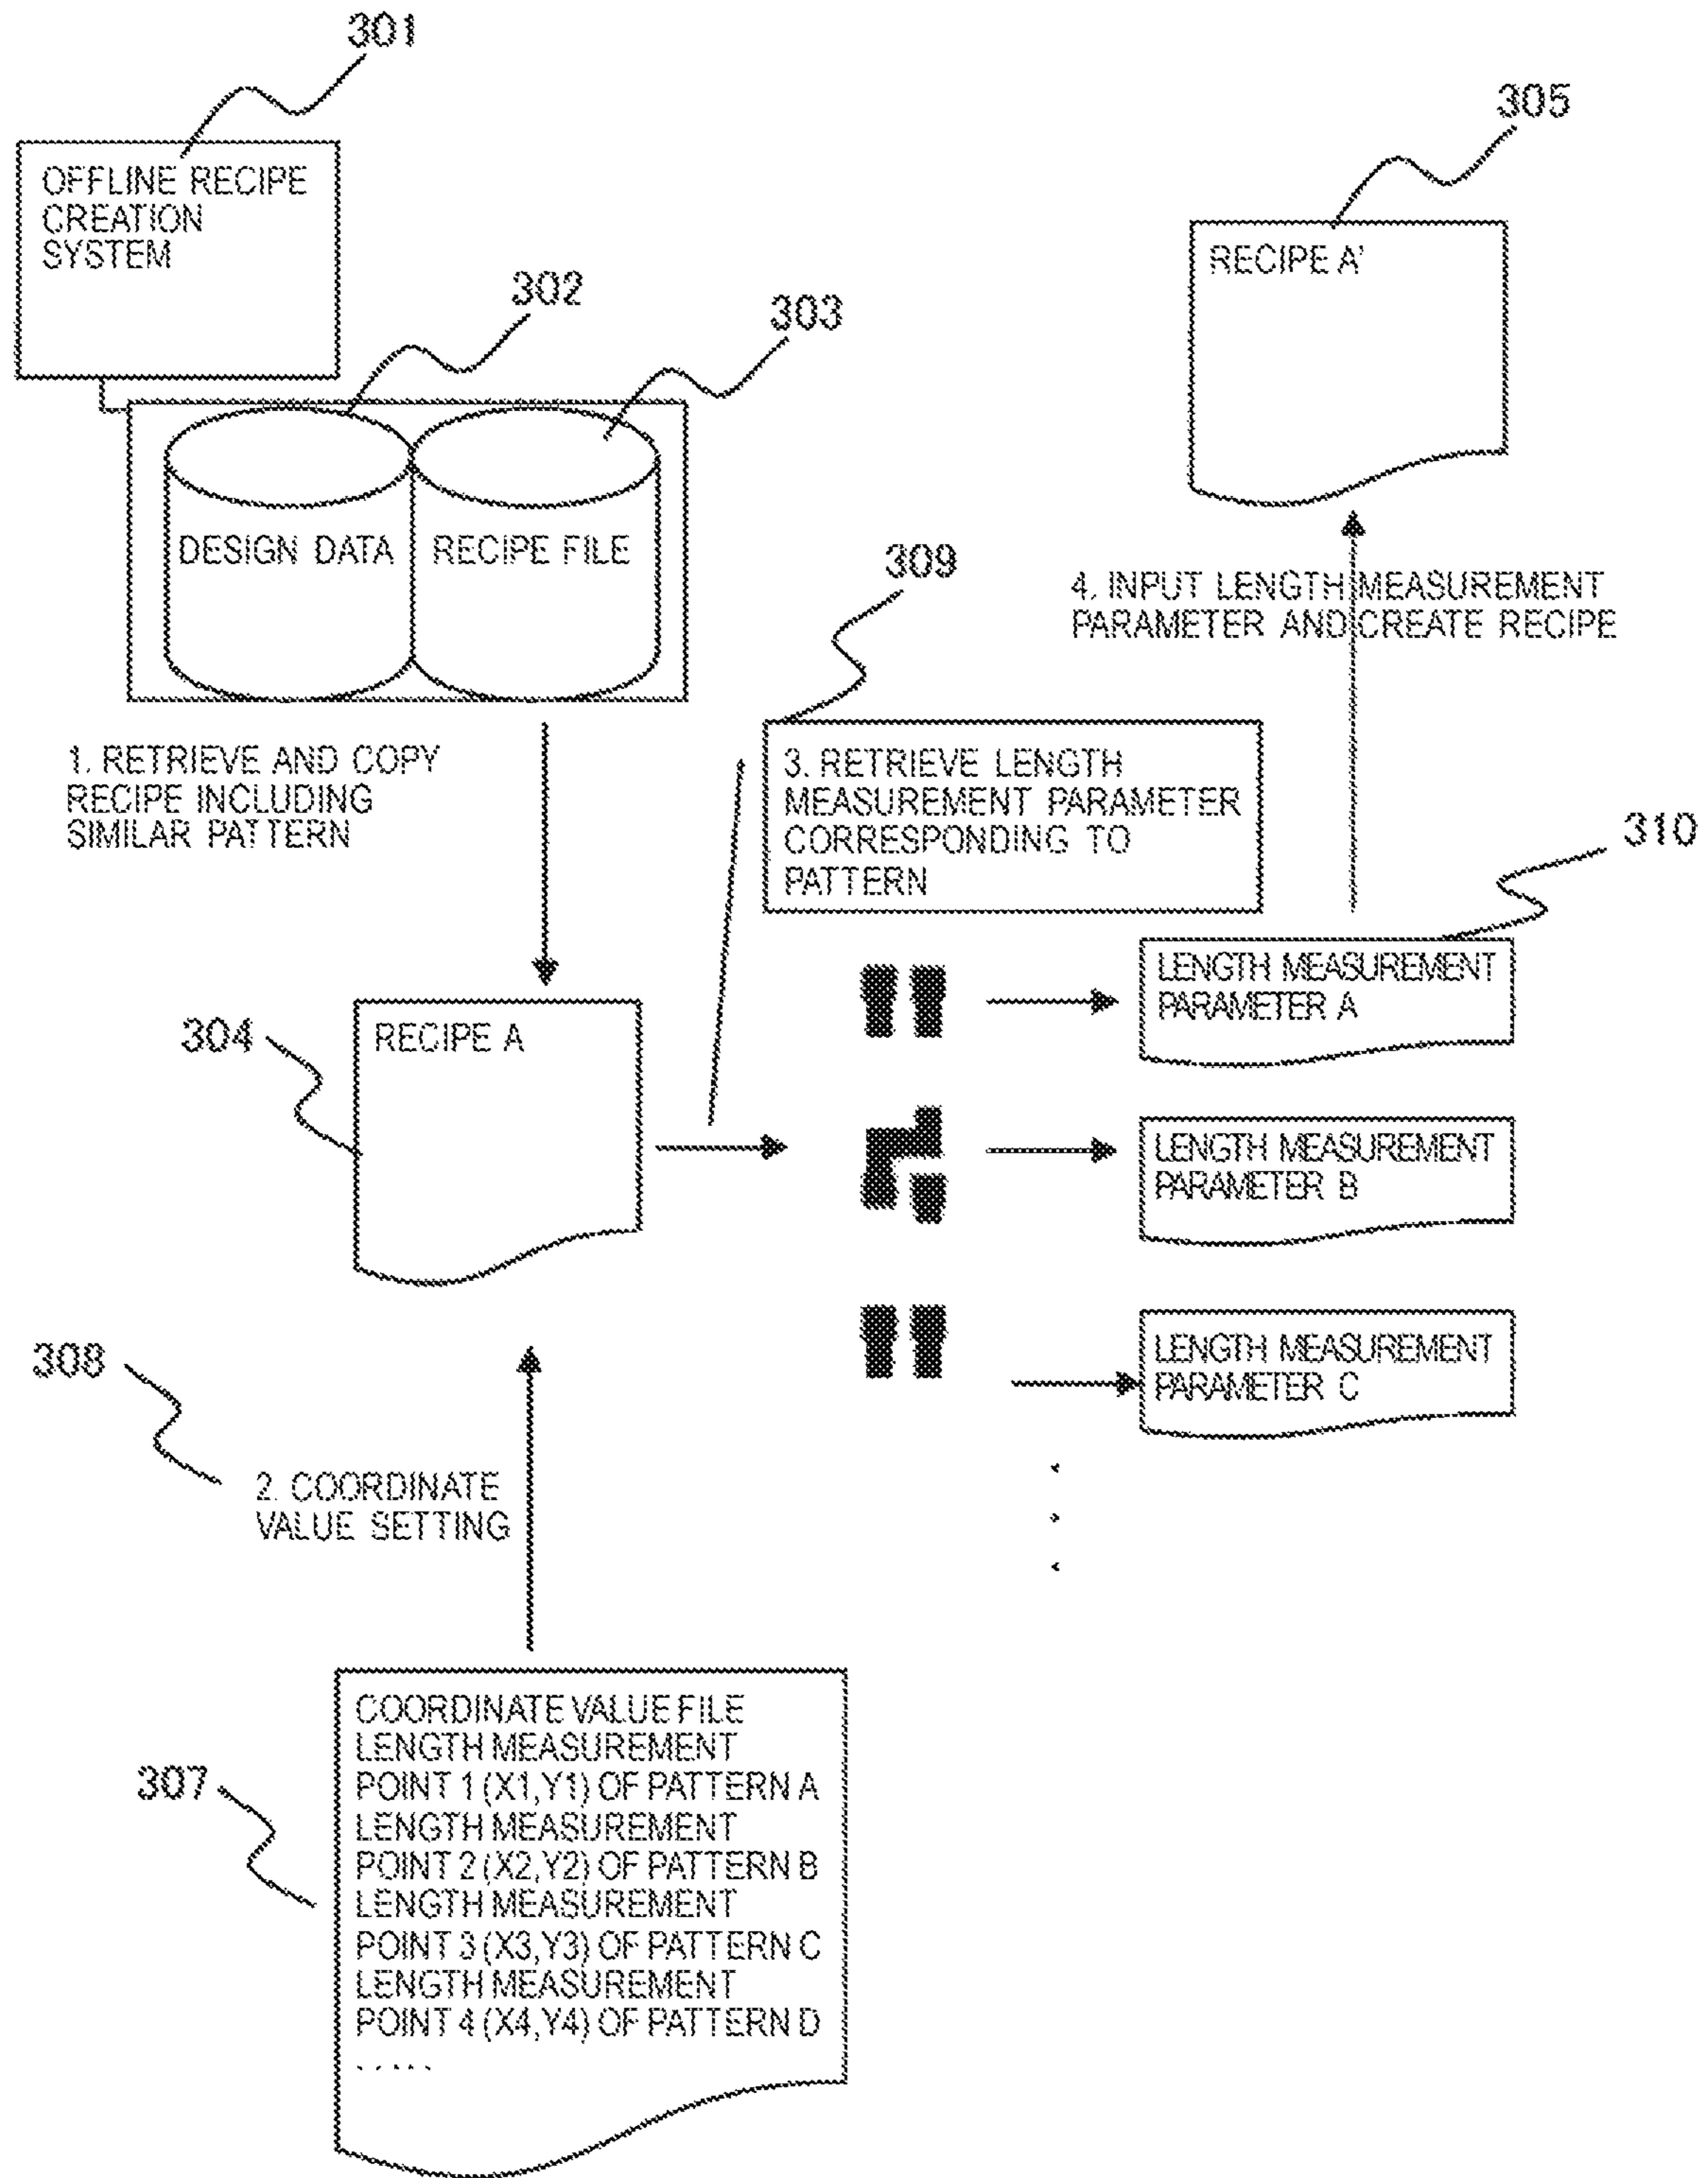 301
305
OFFLINE RECIPE
CREATION
SYSTEM
RECIPE A'
302
303
DESIGN DATA
RECIPE FILE
309
4. INPUT LENGTH MEASUREMENT
PARAMETER AND CREATE RECIPE
1. RETRIEVE AND COPY
RECIPE INCLUDING
SIMILAR PATTERN
3. RETRIEVE LENGTH
MEASUREMENT PARAMETER
CORRESPONDING TO
PATTERN
310
304
RECIPE A
LENGTH MEASUREMENT
PARAMETER A
LENGTH MEASUREMENT
PARAMETER B
LENGTH MEASUREMENT
PARAMETER C
308
2. COORDINATE
VALUE SETTING
307
COORDINATE VALUE FILE
LENGTH MEASUREMENT
POINT 1 (X1,Y1) OF PATTERN A
LENGTH MEASUREMENT
POINT 2 (X2,Y2) OF PATTERN B
LENGTH MEASUREMENT
POINT 3 (X3,Y3) OF PATTERN C
LENGTH MEASUREMENT
POINT 4 (X4,Y4) OF PATTERN D
.....